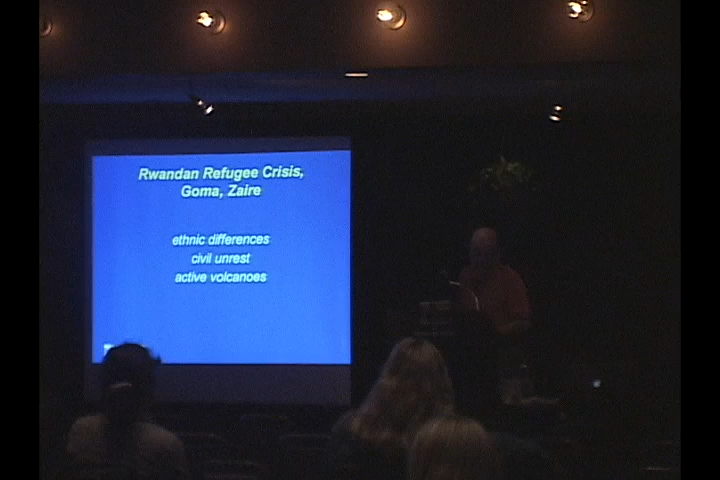 Rwandan Refugee Crisis,
Goma, Zaire
ethnic differences
civil unrest
active volcanoes